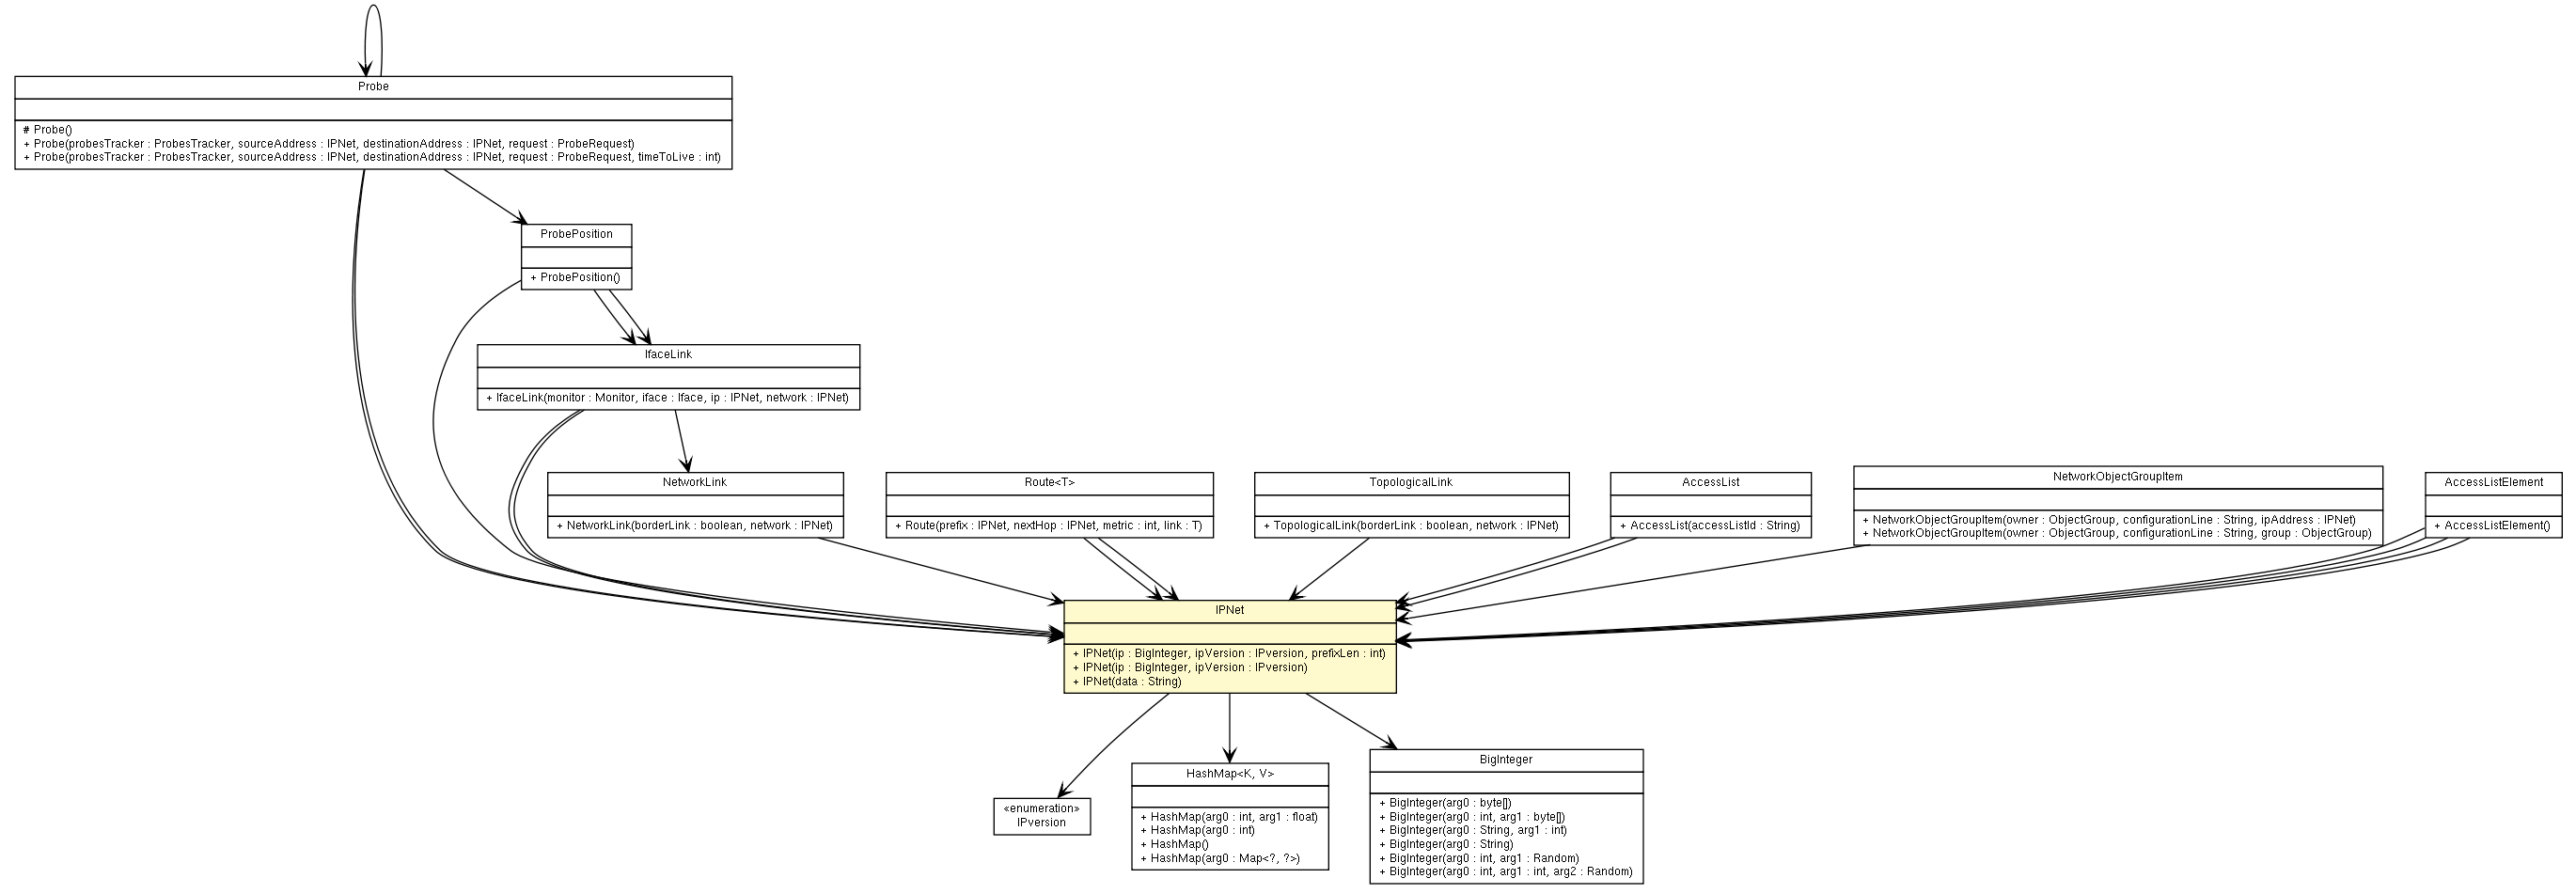 Probe
# Probe()
+ Probe(probesTracker : ProbesTracker, sourceAddress : IPNet, destinationAddress : IPNet, request : ProbeRequest)
+ Probe(probesTracker : ProbesTracker, sourceAddress : IPNet, destinationAddress : IPNet, request : ProbeRequest, timeToLive : int)
ProbePosition
+ ProbePosition()
IfaceLink
+ IfaceLink(monitor : Monitor, iface : Iface, ip : IPNet, network : IPNet)
NetworkLink
+ NetworkLink(borderLink : boolean, network : IPNet)
Route<T>
+ Route(prefix : IPNet, nextHop : IPNet, metric : int, link : T)
TopologicalLink
+ TopologicalLink(borderLink : boolean, network : IPNet)
AccessList
+ AccessList(accessListId : String)
NetworkObjectGroupItem
+ NetworkObjectGroupItem(owner : ObjectGroup, configurationLine : String, ipAddress : IPNet)
+ NetworkObjectGroupItem(owner : ObjectGroup, configurationLine : String, group : ObjectGroup)
AccessListElement
+ AccessListElement()
IPNet
+ IPNet(ip : BigInteger, ipVersion : IPversion, prefixLen : int)
+ IPNet(ip : BigInteger, ipVersion : IPversion)
+ IPNet(data : String)
«enumeration»
IPversion
HashMap<K, V>
+ HashMap(arg0 : int, arg1 : float)
+ HashMap(arg0 : int)
+ HashMap()
+ HashMap(arg0 : Map<?, ?>)
BigInteger
+ BigInteger(arg0 : byte[])
+ BigInteger(arg0 : int, arg1 : byte[])
+ BigInteger(arg0 : String, arg1 : int)
+ BigInteger(arg0 : String)
+ BigInteger(arg0 : int, arg1 : Random)
+ BigInteger(arg0 : int, arg1 : int, arg2 : Random)